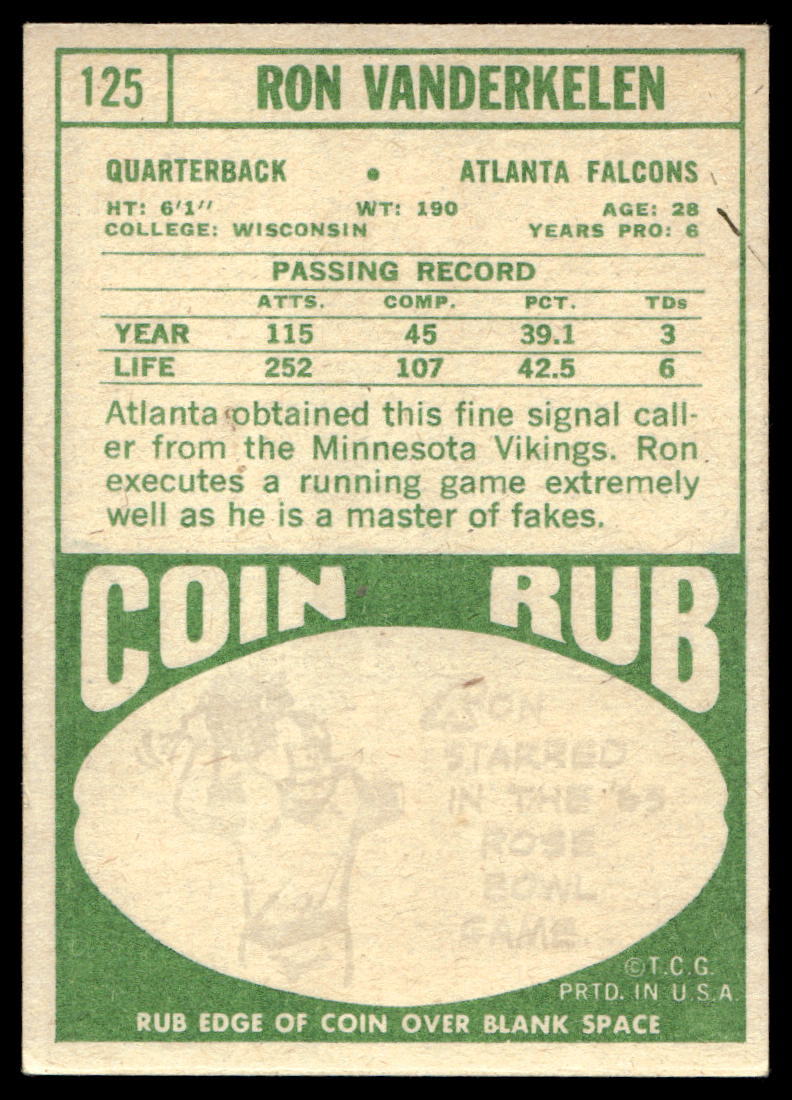 125 RON VANDERKELEN
QUARTERBACK • ATLANTA FALCONS
HT: 6'1" WT: 190 AGE: 28
COLLEGE: WISCONSIN YEARS PRO: 6
PASSING RECORD
ATTS. COMP. PCT. TDs
YEAR 115 45 39.1 3
LIFE 252 107 42.5 6
Atlanta obtained this fine signal call-
er from the Minnesota Vikings. Ron
executes a running game extremely
well as he is a master of fakes.
COIN RUB
RON
STARRED
IN THE '63
ROSE
BOWL
GAME.
©T.C.G.
PRTD. IN U.S.A.
RUB EDGE OF COIN OVER BLANK SPACE